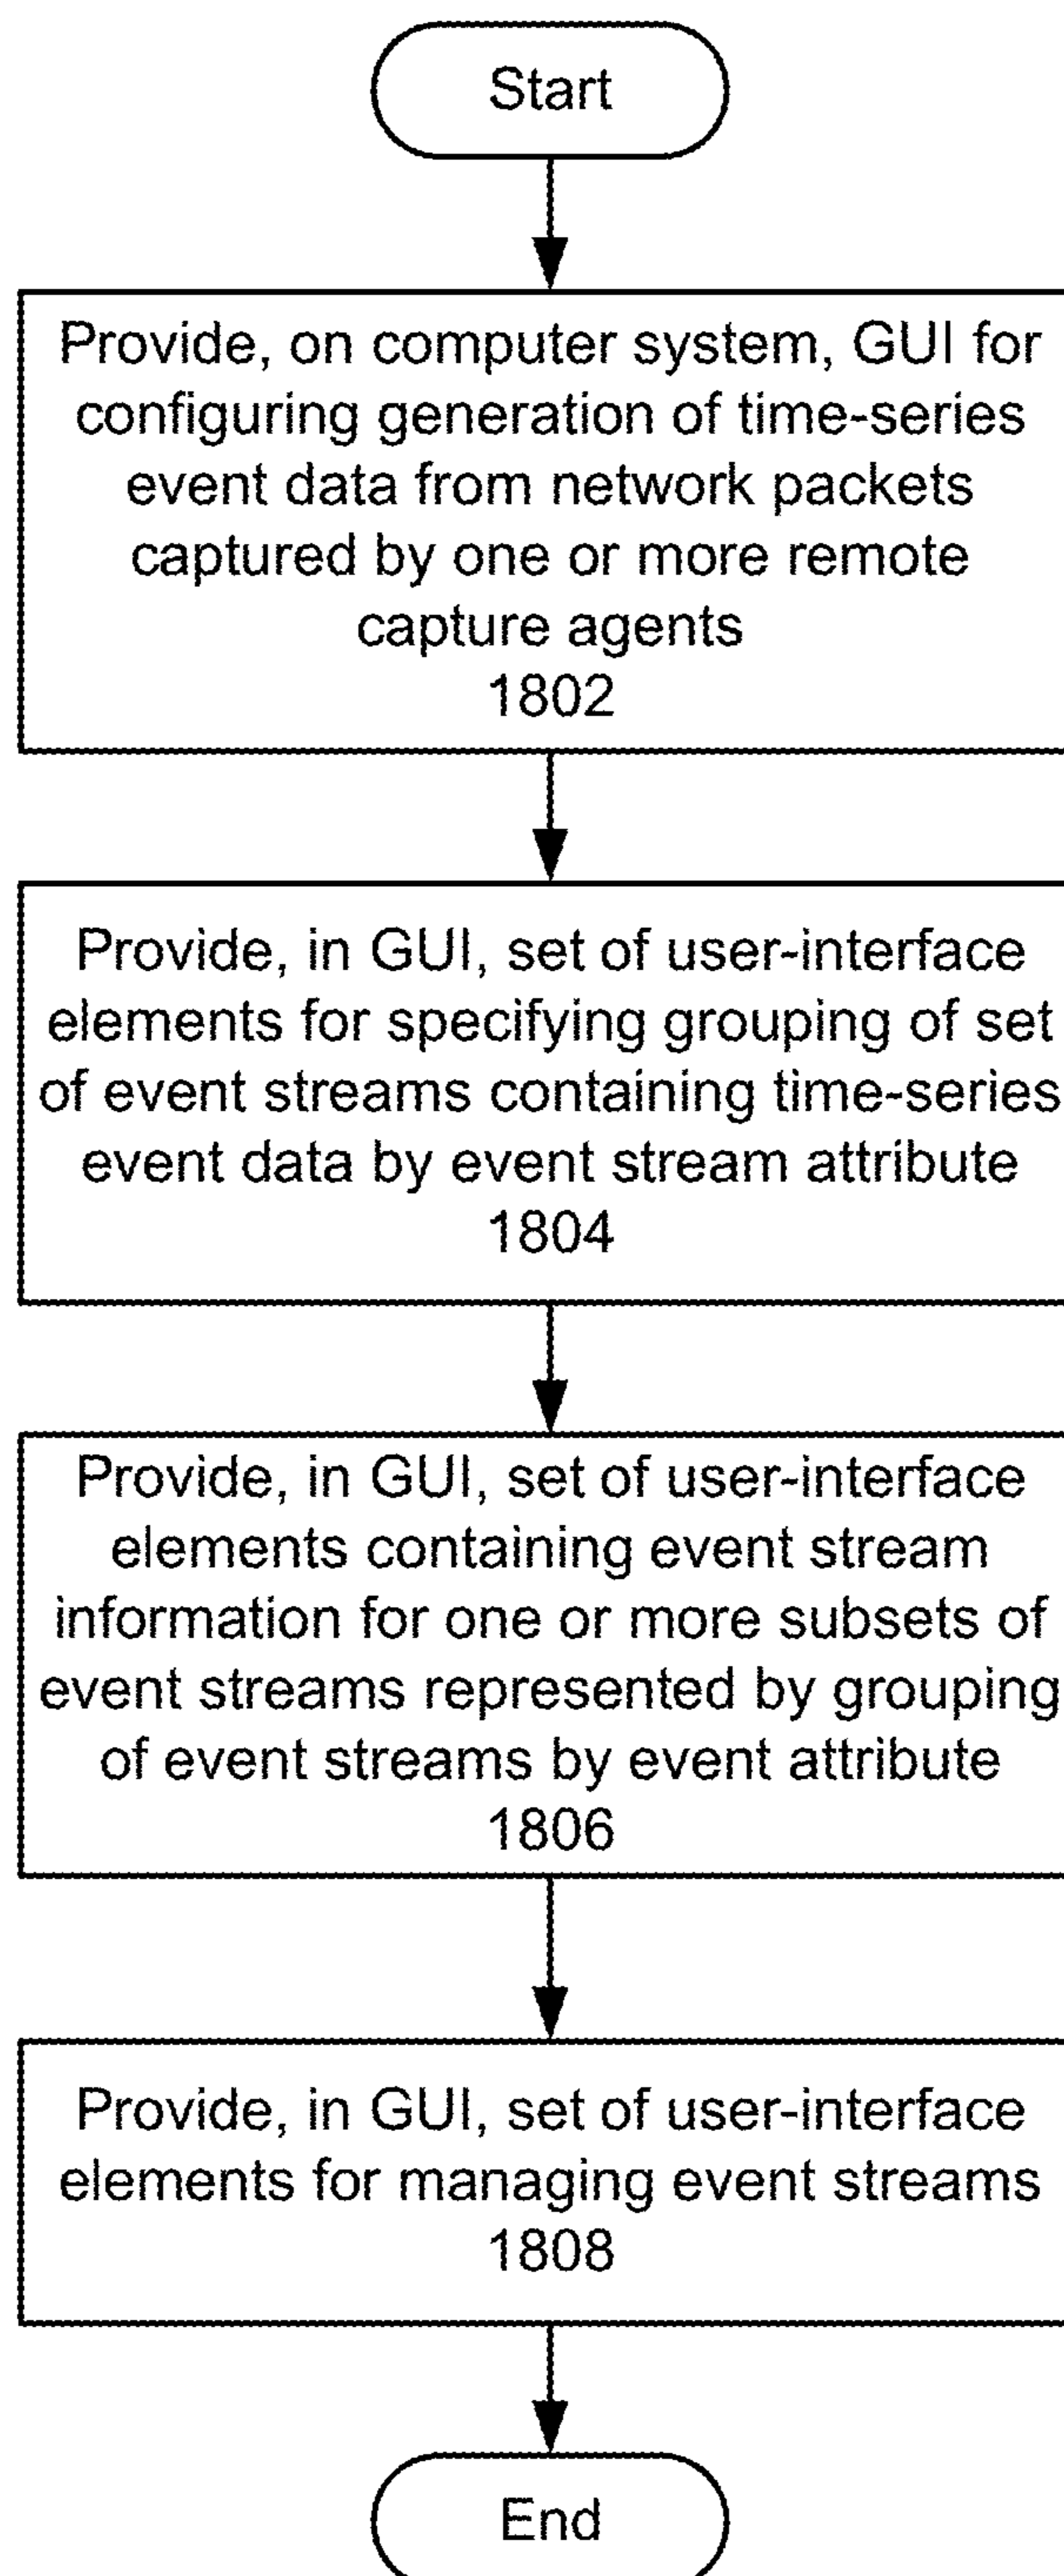 Start
Provide, on computer system, GUI for
configuring generation of time-series
event data from network packets
captured by one or more remote
capture agents
1802
Provide, in GUI, set of user-interface
elements for specifying grouping of set
of event streams containing time-series
event data by event stream attribute
1804
Provide, in GUI, set of user-interface
elements containing event stream
information for one or more subsets of
event streams represented by grouping
of event streams by event attribute
1806
Provide, in GUI, set of user-interface
elements for managing event streams
1808
End